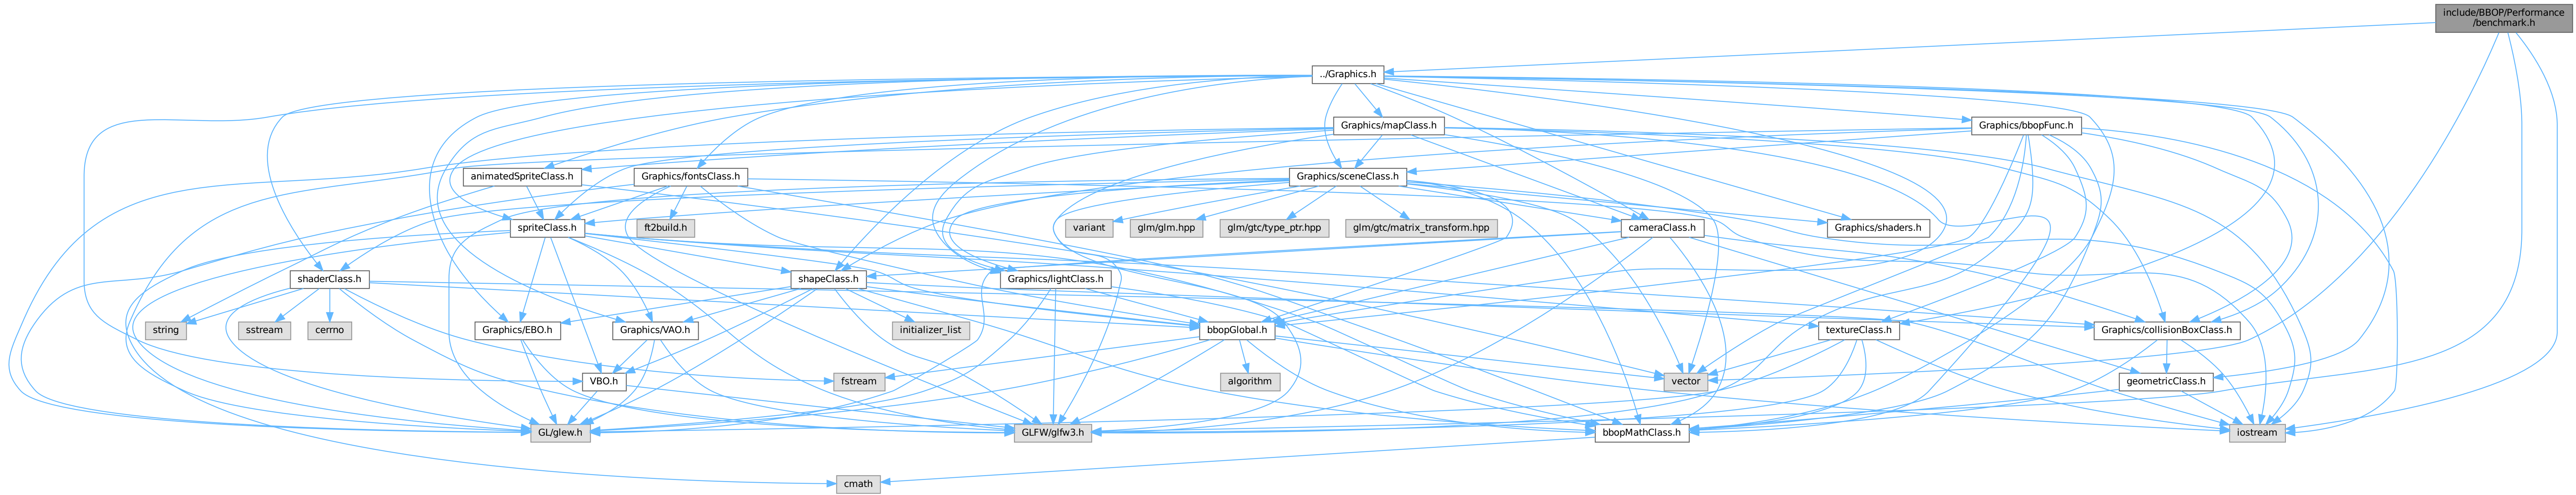 include/BBOP/Performance
/benchmark.h
../Graphics.h
Graphics/mapClass.h
Graphics/bbopFunc.h
animatedSpriteClass.h
Graphics/fontsClass.h
Graphics/sceneClass.h
spriteClass.h
ft2build.h
variant
glm/glm.hpp
glm/gtc/type_ptr.hpp
glm/gtc/matrix_transform.hpp
cameraClass.h
Graphics/shaders.h
shaderClass.h
shapeClass.h
Graphics/lightClass.h
string
sstream
cerrno
Graphics/EBO.h
Graphics/VAO.h
initializer_list
bbopGlobal.h
textureClass.h
Graphics/collisionBoxClass.h
VBO.h
fstream
algorithm
vector
geometricClass.h
GL/glew.h
GLFW/glfw3.h
bbopMathClass.h
iostream
cmath